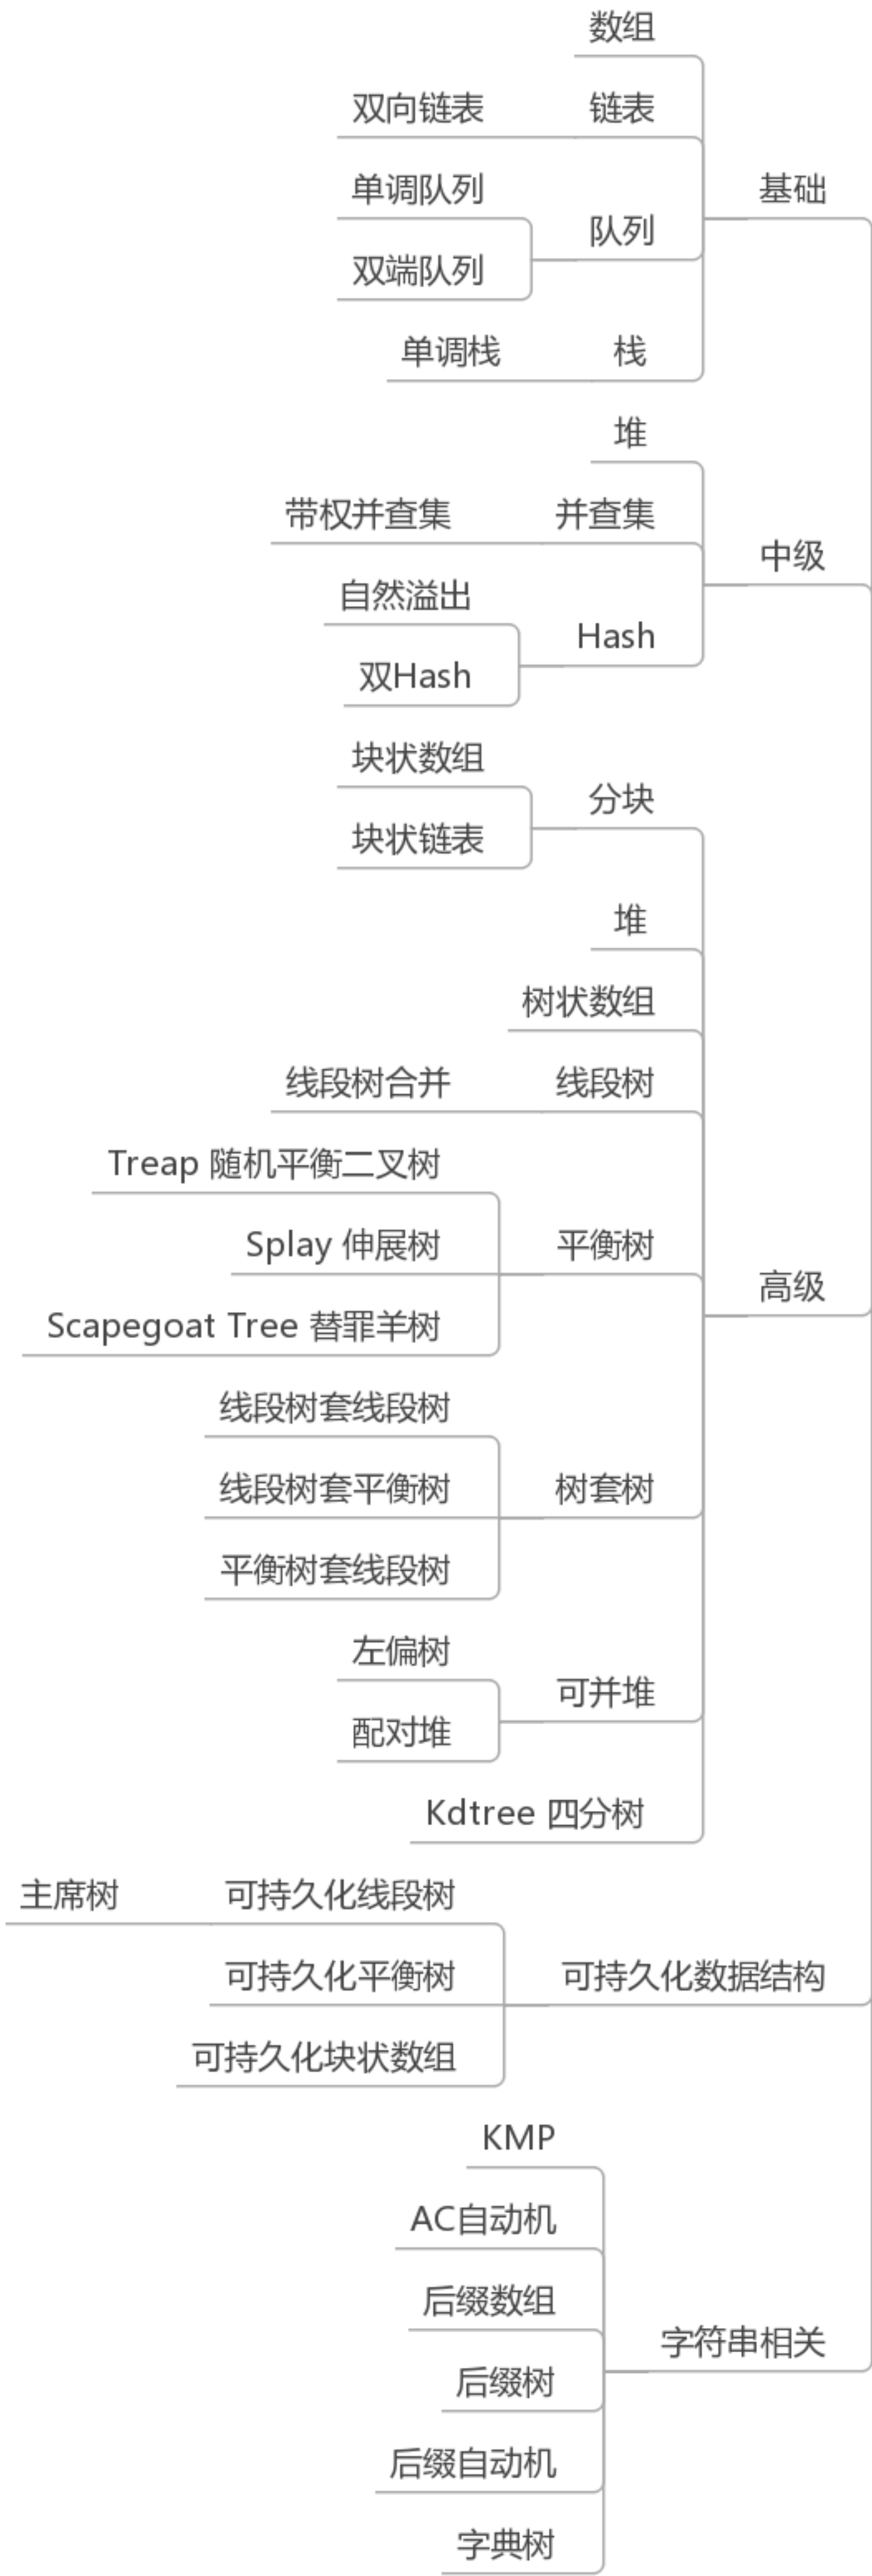 数组
双向链表 链表
单调队列
基础
队列
双端队列
单调栈 栈
堆
带权并查集 并查集
中级
自然溢出
Hash
双Hash
块状数组
分块
块状链表
堆
树状数组
线段树合并 线段树
Treap 随机平衡二叉树
Splay 伸展树 平衡树
高级
Scapegoat Tree 替罪羊树
线段树套线段树
线段树套平衡树 树套树
平衡树套线段树
左偏树
可并堆
配对堆
Kdtree 四分树
主席树 可持久化线段树
可持久化平衡树 可持久化数据结构
可持久化块状数组
KMP
AC自动机
后缀数组
字符串相关
后缀树
后缀自动机
字典树